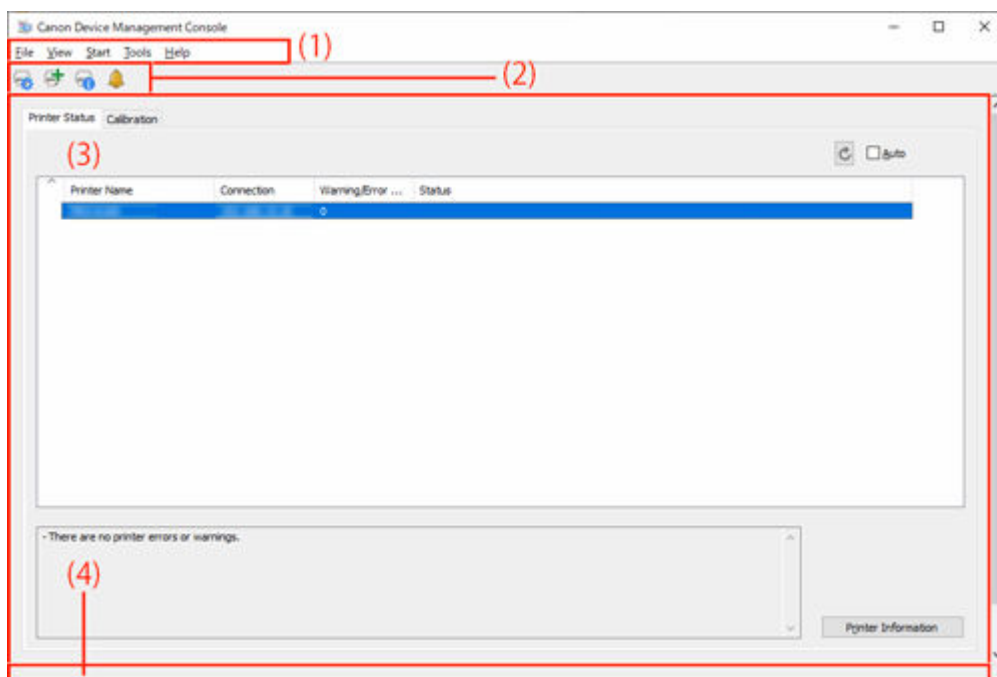 Canon Device Management Console
File View Start Tools Help
(1)
(2)
Printer Status Calibration
(3)
Auto
Printer Name Connection Warning/Error ... Status
0
- There are no printer errors or warnings.
(4)
Printer Information